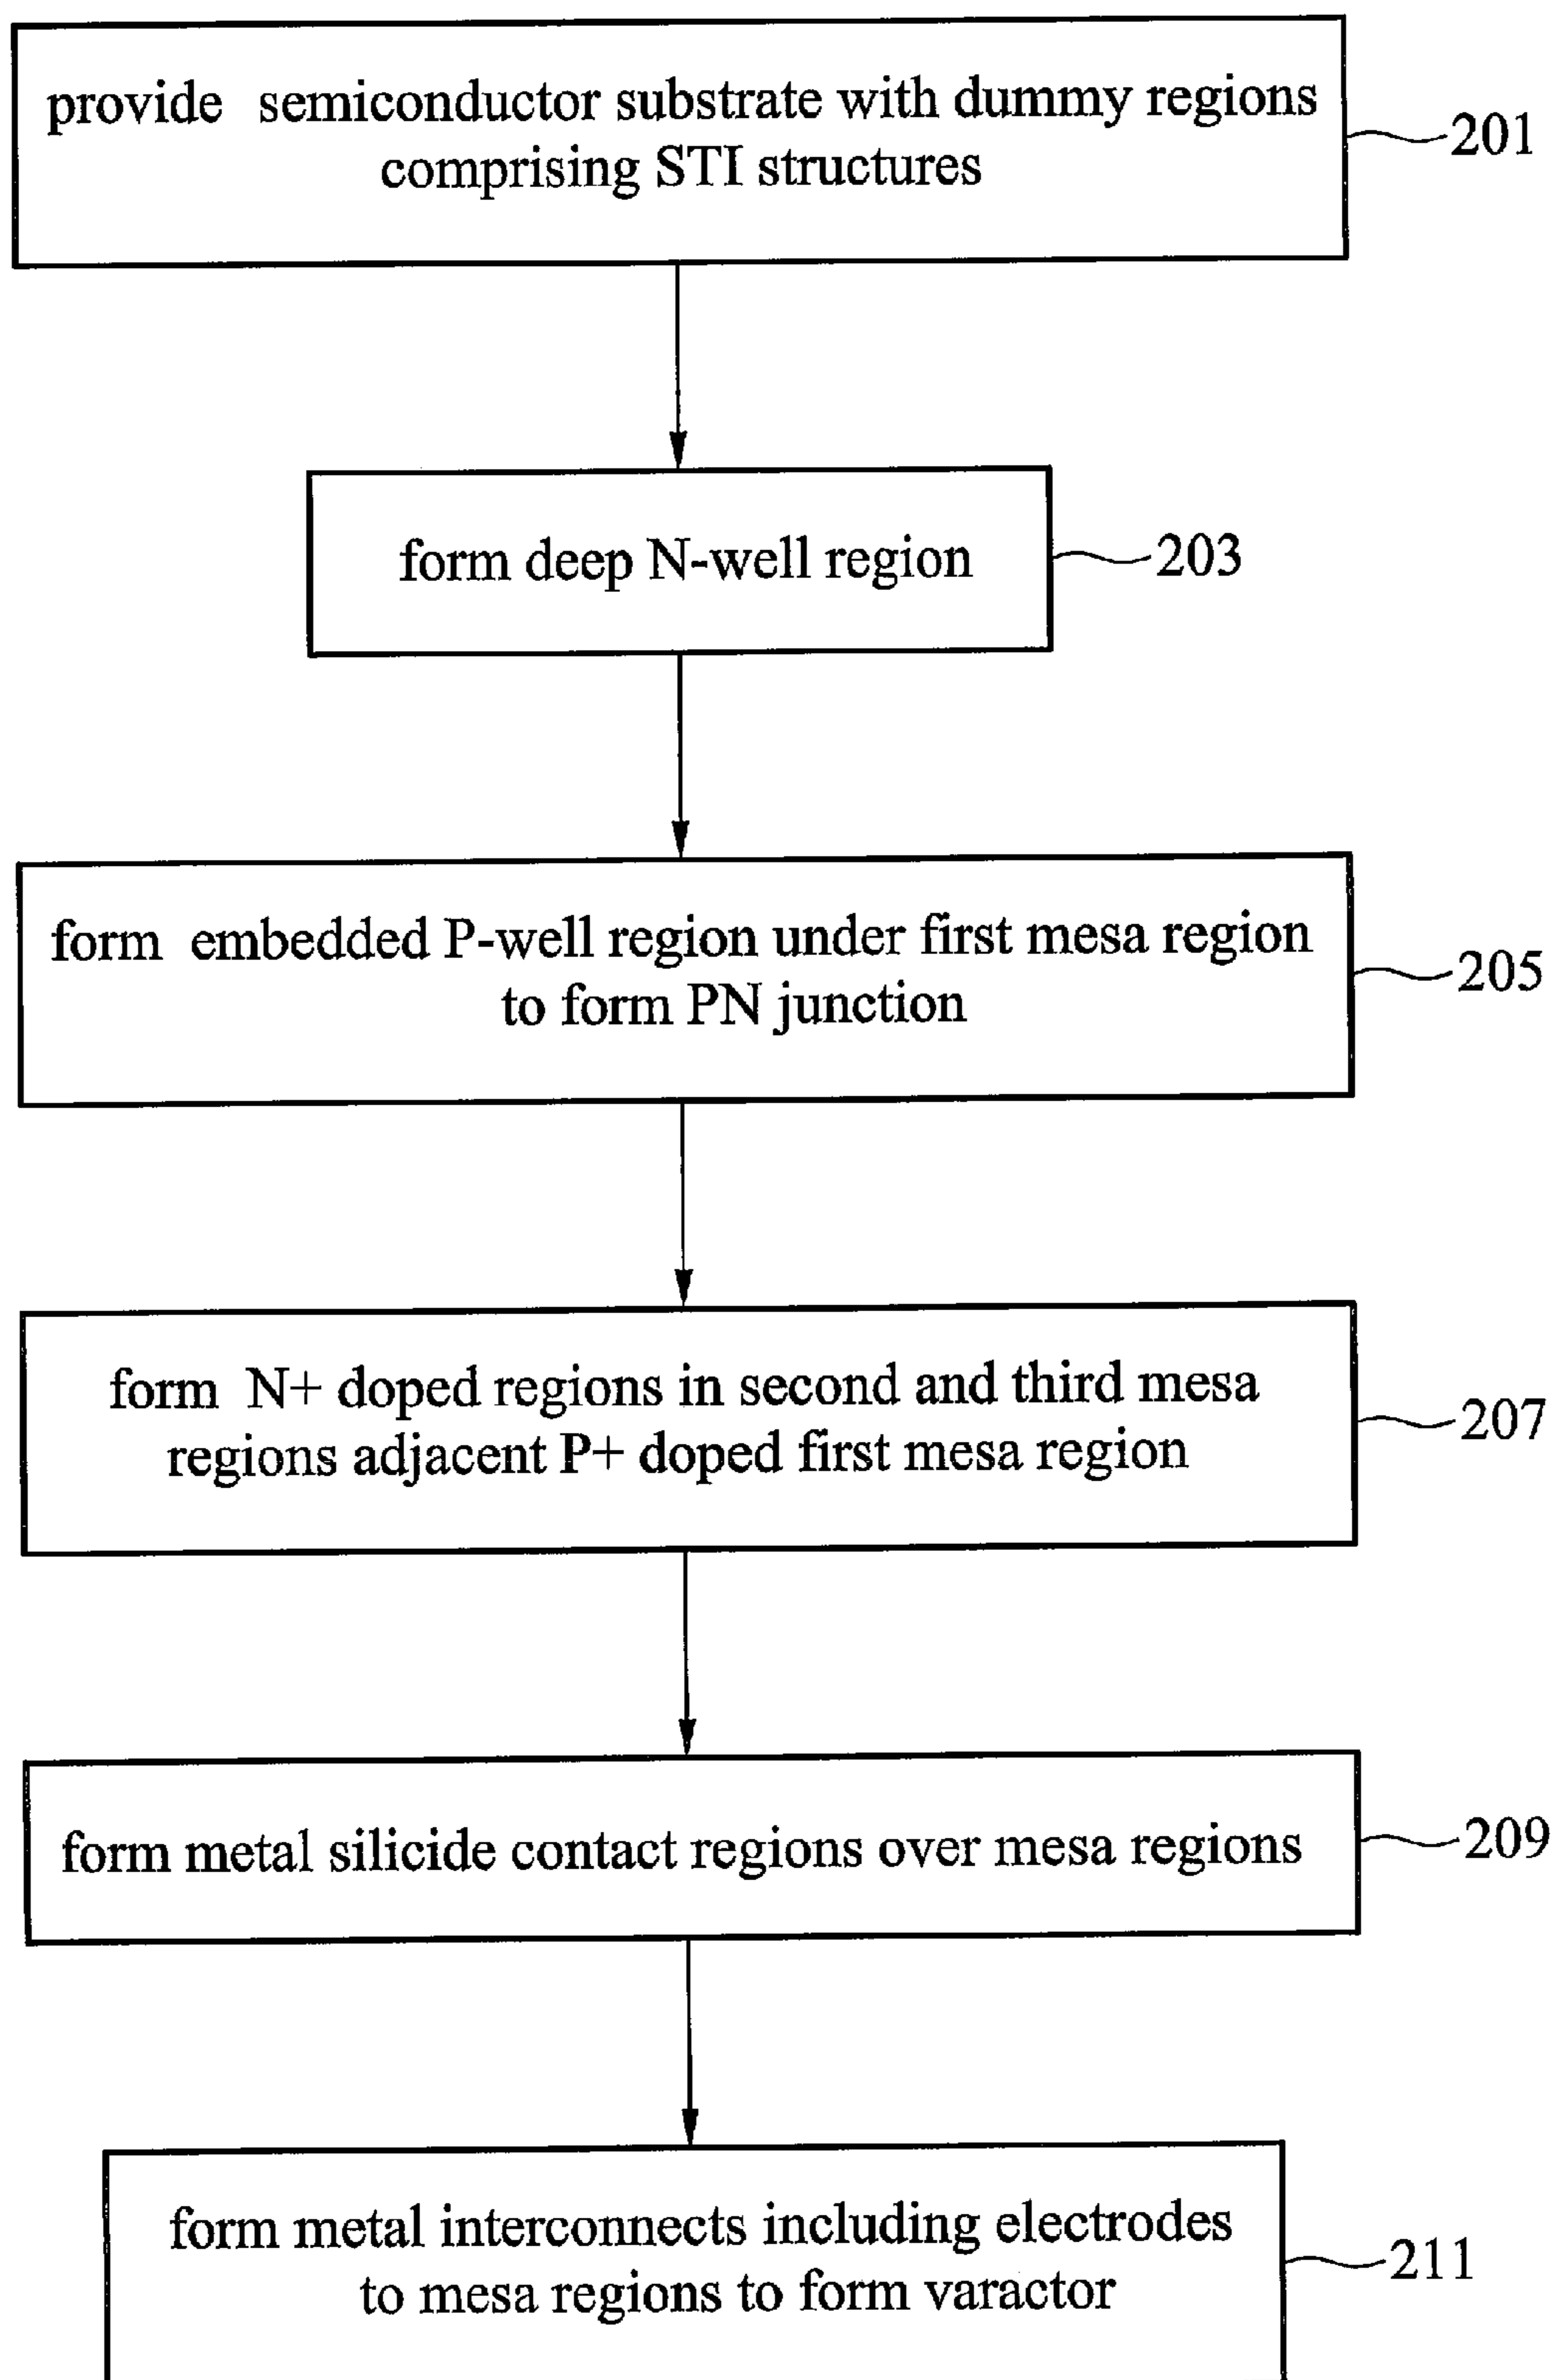 provide semiconductor substrate with dummy regions
comprising STI structures
201
form deep N-well region
203
form embedded P-well region under first mesa region
to form PN junction
205
form N+ doped regions in second and third mesa
regions adjacent P+ doped first mesa region
207
form metal silicide contact regions over mesa regions
209
form metal interconnects including electrodes
to mesa regions to form varactor
211